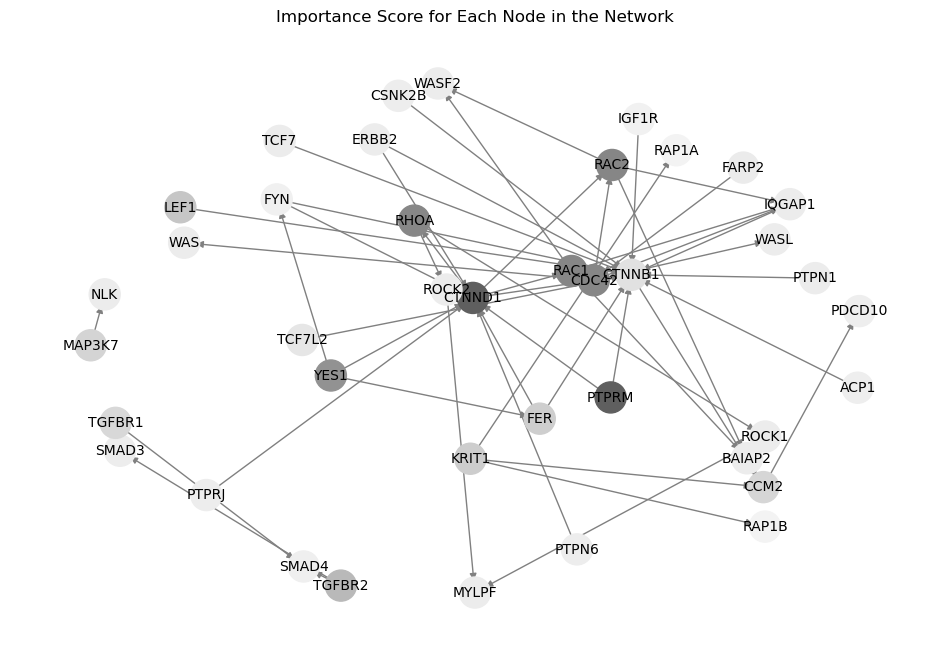 Importance Score for Each Node in the Network
WASF2
CSNK2B
IGF1R
TCF7
ERBB2
RAP1A
RAC2
FARP2
FYN
LEF1
IQGAP1
RHOA
WAS
WASL
RAC1
CTNNB1
PTPN1
CDC42
ROCK2
NLK
CTNND1
PDCD10
TCF7L2
MAP3K7
YES1
ACP1
PTPRM
FER
TGFBR1
ROCK1
SMAD3
KRIT1
BAIAP2
CCM2
PTPRJ
RAP1B
PTPN6
SMAD4
TGFBR2
MYLPF